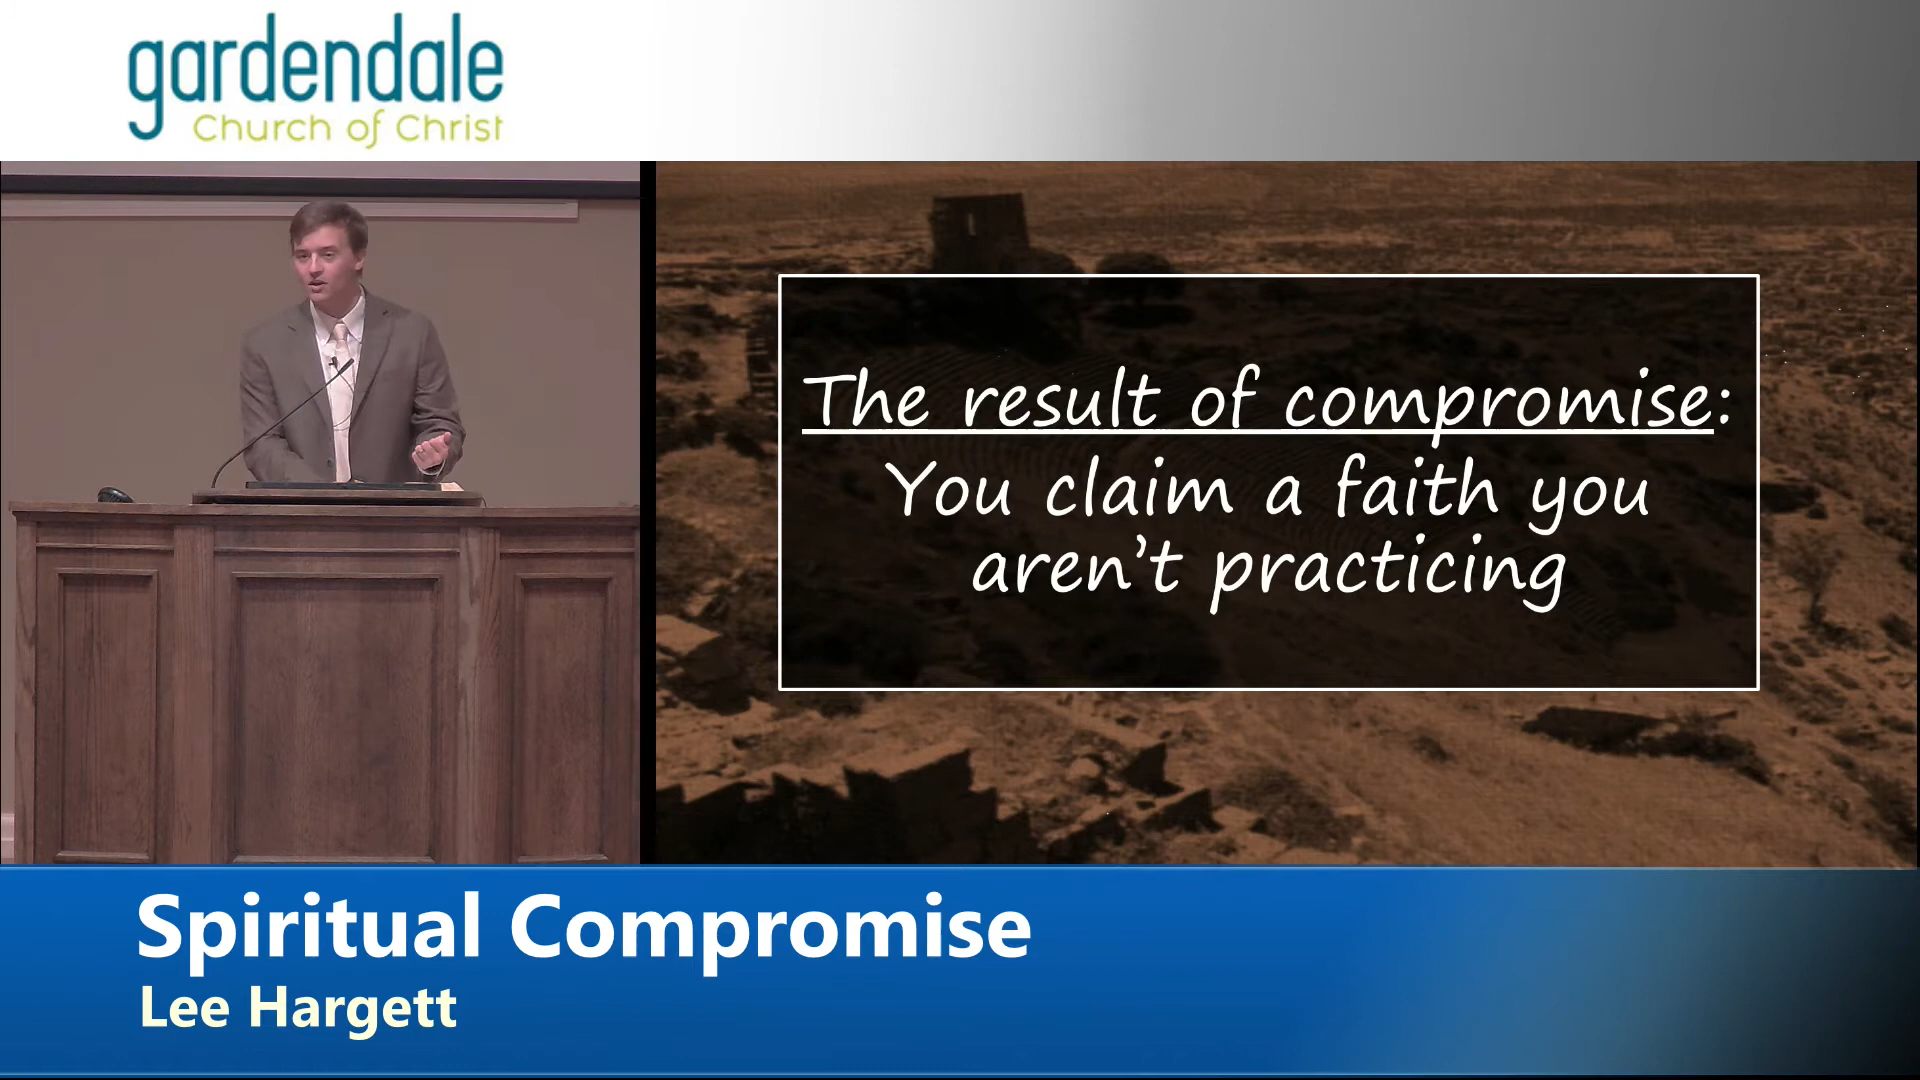 gardendale
Church of Christ
The result of compromise:
You claim a faith you
aren't practicing
Spiritual Compromise
Lee Hargett